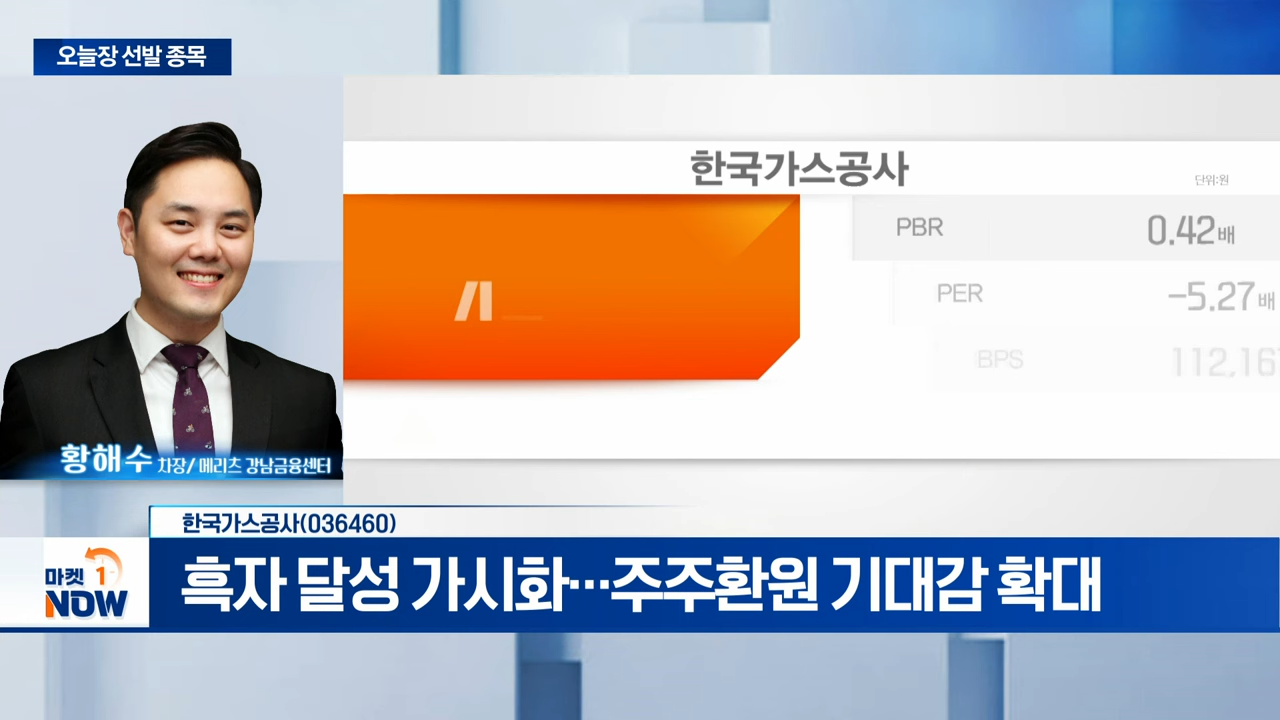 오늘장 선발 종목
한국가스공사
단위:원
PBR 0.42배
PER -5.27배
BPS 112,16
황해수 차장/ 메리츠 강남금융센터
한국가스공사(036460)
마켓 1
NOW
흑자 달성 가시화…주주환원 기대감 확대